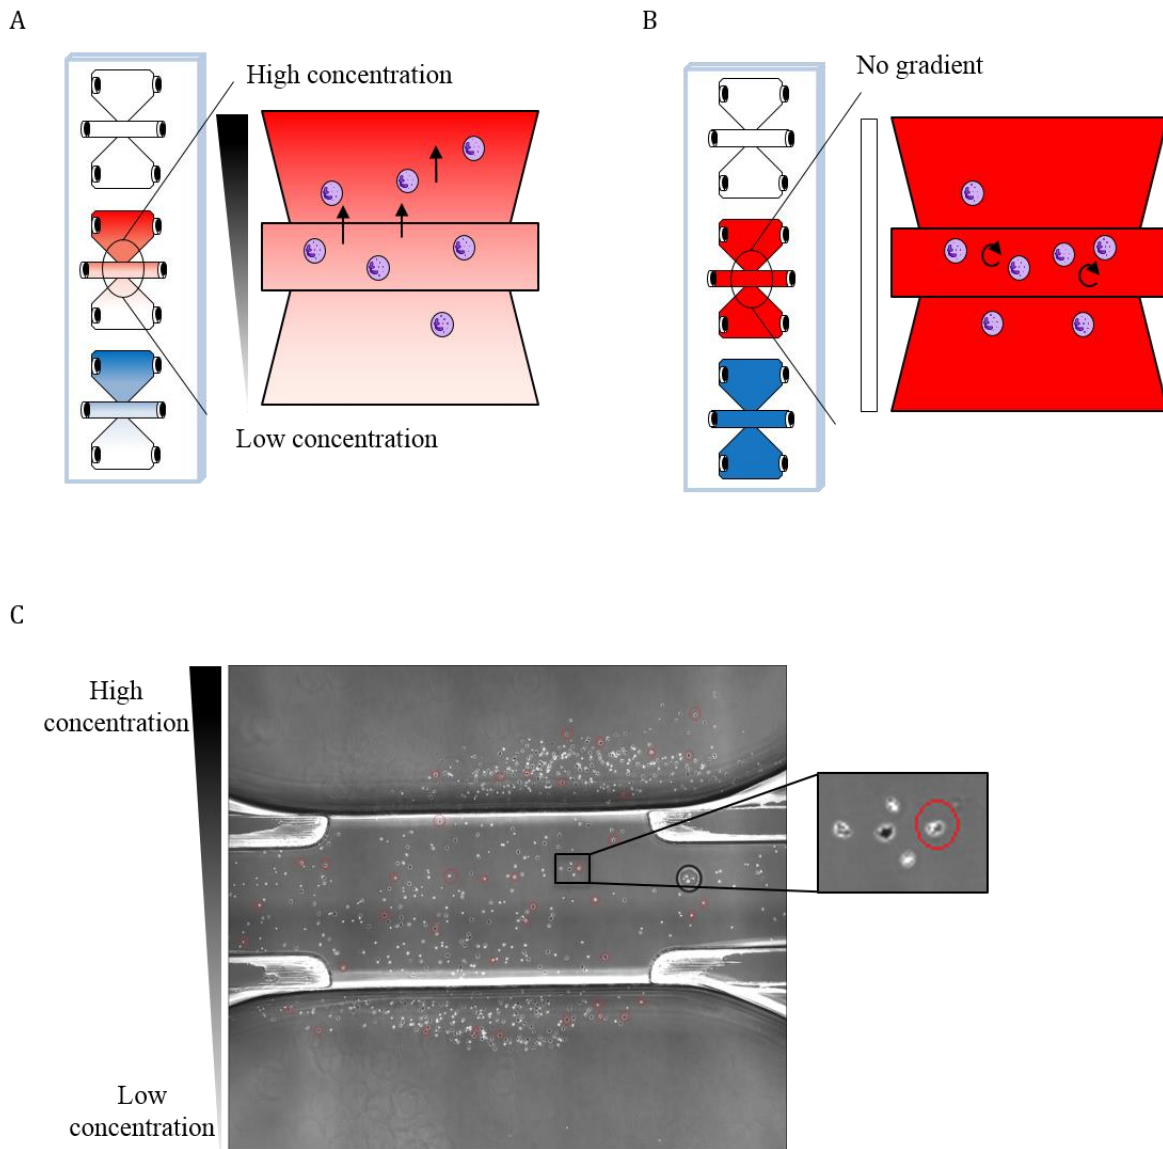 A
High concentration
Low concentration
B
No gradient
C
High
concentration
Low
concentration